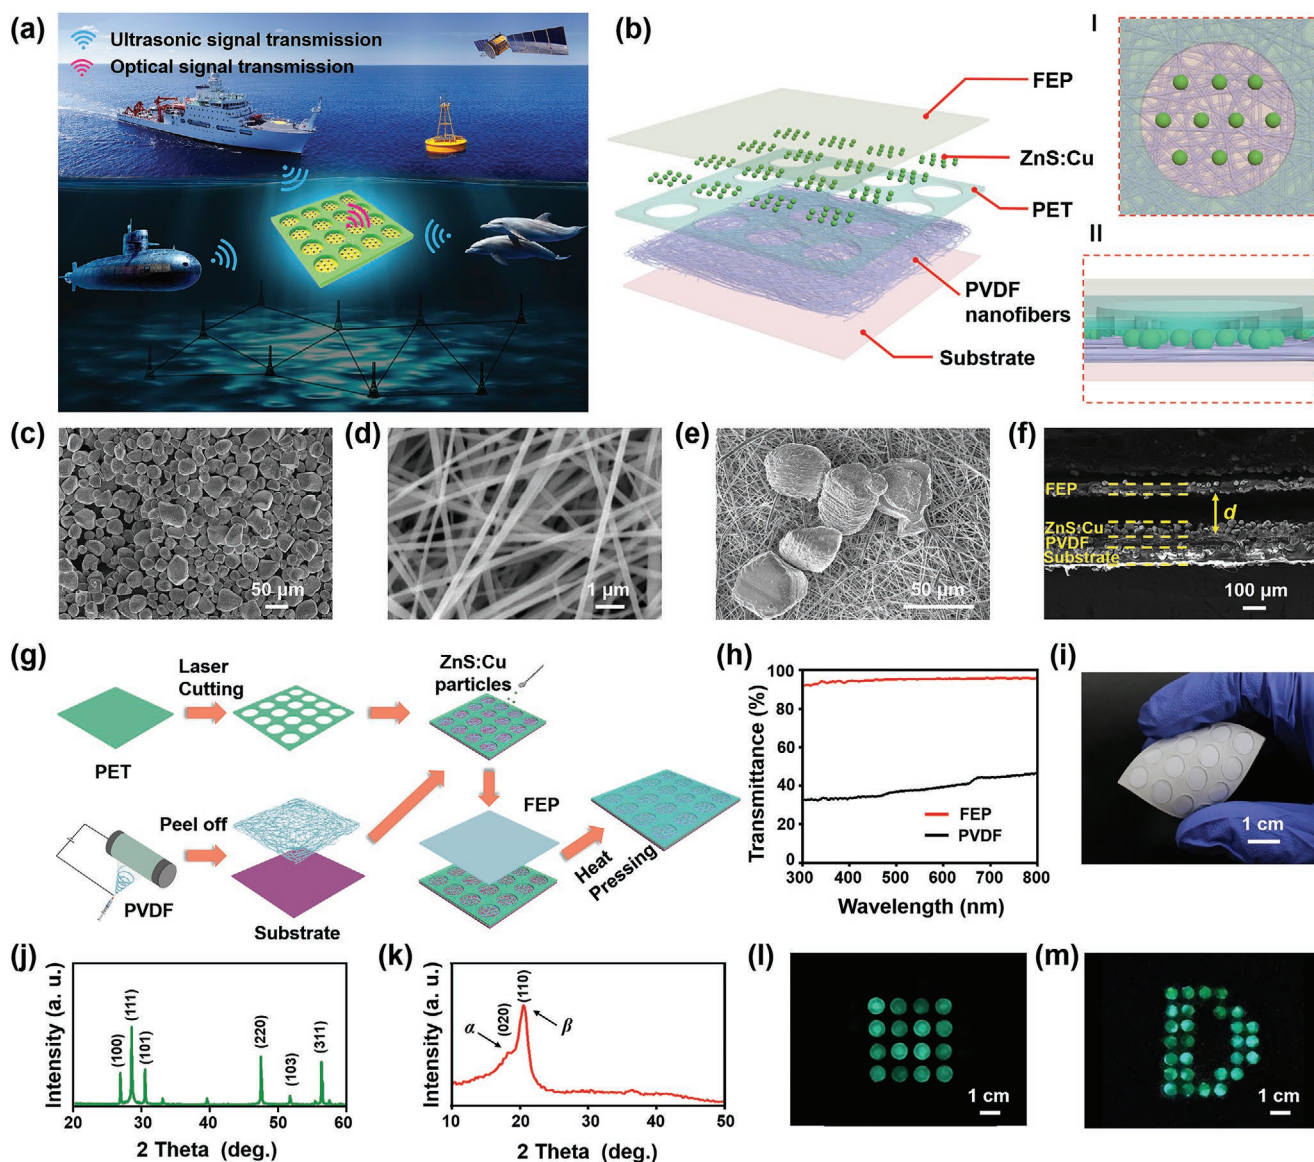 (a)
Ultrasonic signal transmission
Optical signal transmission
(b)
FEP
ZnS:Cu
PET
PVDF
nanofibers
Substrate
I
II
(c)
50 μm
(d)
1 μm
(e)
50 μm
(f)
FEP
d
ZnS:Cu
PVDF
Substrate
100 μm
(g)
Laser
Cutting
PET
ZnS:Cu
particles
Peel off
PVDF
Substrate
FEP
Heat
Pressing
(h)
Transmittance (%)
100
80
60
40
20
0
FEP
PVDF
300 400 500 600 700 800
Wavelength (nm)
(i)
1 cm
(j)
Intensity (a. u.)
(100)
(111)
(101)
(220)
(103)
(311)
20 30 40 50 60
2 Theta (deg.)
(k)
Intensity (a. u.)
α
(020)
(110)
β
10 20 30 40 50
2 Theta (deg.)
(l)
1 cm
(m)
1 cm